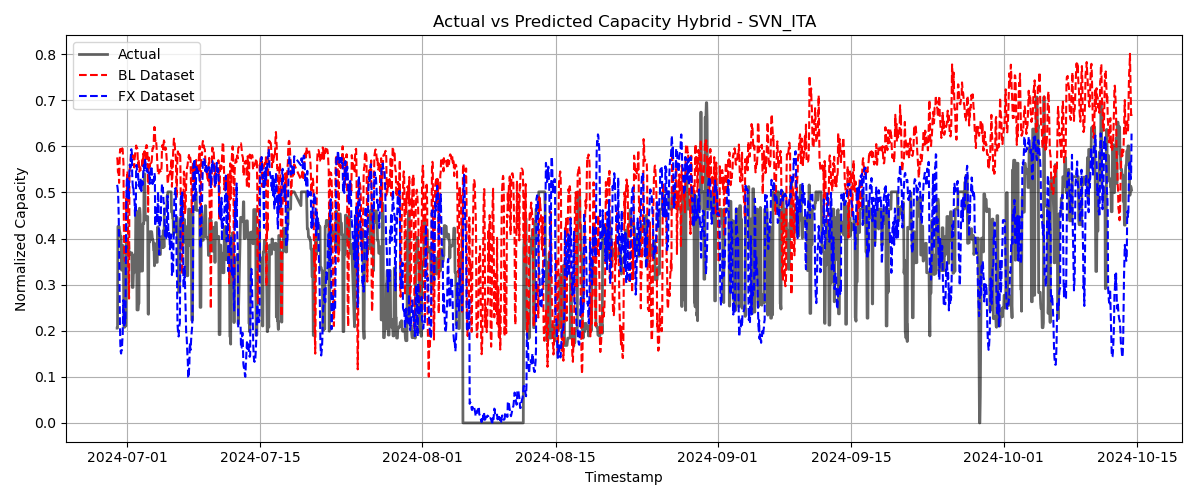 Actual vs Predicted Capacity Hybrid - SVN_ITA
Actual
BL Dataset
FX Dataset
Normalized Capacity
0.8
0.7
0.6
0.5
0.4
0.3
0.2
0.1
0.0
2024-07-01 2024-07-15 2024-08-01 2024-08-15 2024-09-01 2024-09-15 2024-10-01 2024-10-15
Timestamp